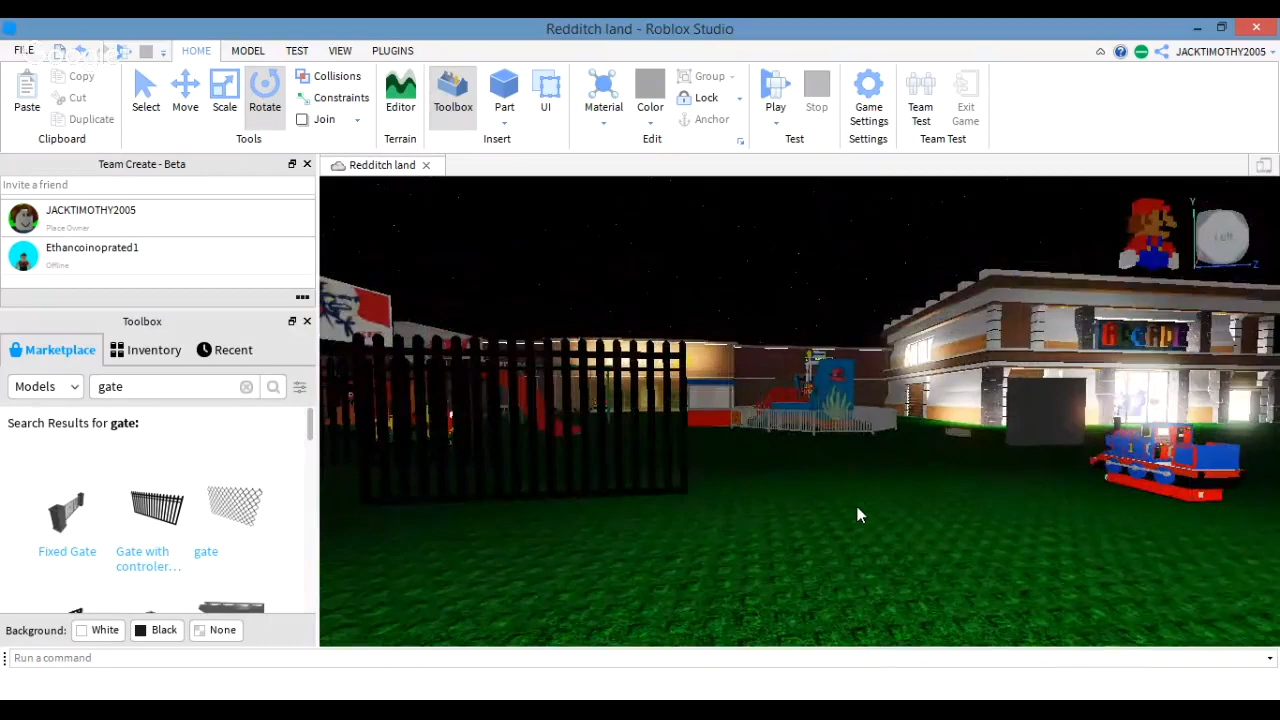 Redditch land - Roblox Studio
FILE HOME MODEL TEST VIEW PLUGINS JACKTIMOTHY2005
Paste Copy Cut Duplicate
Clipboard
Select Move Scale Rotate Collisions Constraints Join
Tools
Editor
Terrain
Toolbox Part UI
Insert
Material Color Group Lock Anchor
Edit
Play Stop
Test
Game Settings
Settings
Team Test Exit Game
Team Test
Team Create - Beta
Invite a friend
JACKTIMOTHY2005
Place Owner
Ethancoinoprated1
Offline
Toolbox
Marketplace Inventory Recent
Models gate
Search Results for gate:
Fixed Gate
Gate with controler...
gate
Background: White Black None
Run a command
Redditch land
Y
Left
Z